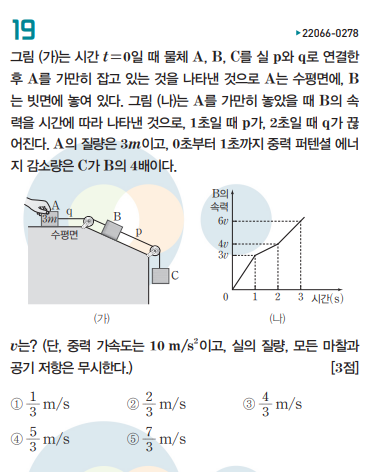 19
▶22066-0278
그림 (가)는 시간 t=0일 때 물체 A, B, C를 실 p와 q로 연결한
후 A를 가만히 잡고 있는 것을 나타낸 것으로 A는 수평면에, B
는 빗면에 놓여 있다. 그림 (나)는 A를 가만히 놓았을 때 B의 속
력을 시간에 따라 나타낸 것으로, 1초일 때 p가, 2초일 때 q가 끊
어진다. A의 질량은 3m이고, 0초부터 1초까지 중력 퍼텐셜 에너
지 감소량은 C가 B의 4배이다.
A
q
3m
B
p
수평면
C
(가)
B의
속력
6v
4v
3v
0 1 2 3 시간(s)
(나)
v는? (단, 중력 가속도는 10 m/s²이고, 실의 질량, 모든 마찰과
공기 저항은 무시한다.) [3점]
① 1/3 m/s ② 2/3 m/s ③ 4/3 m/s
④ 5/3 m/s ⑤ 7/3 m/s